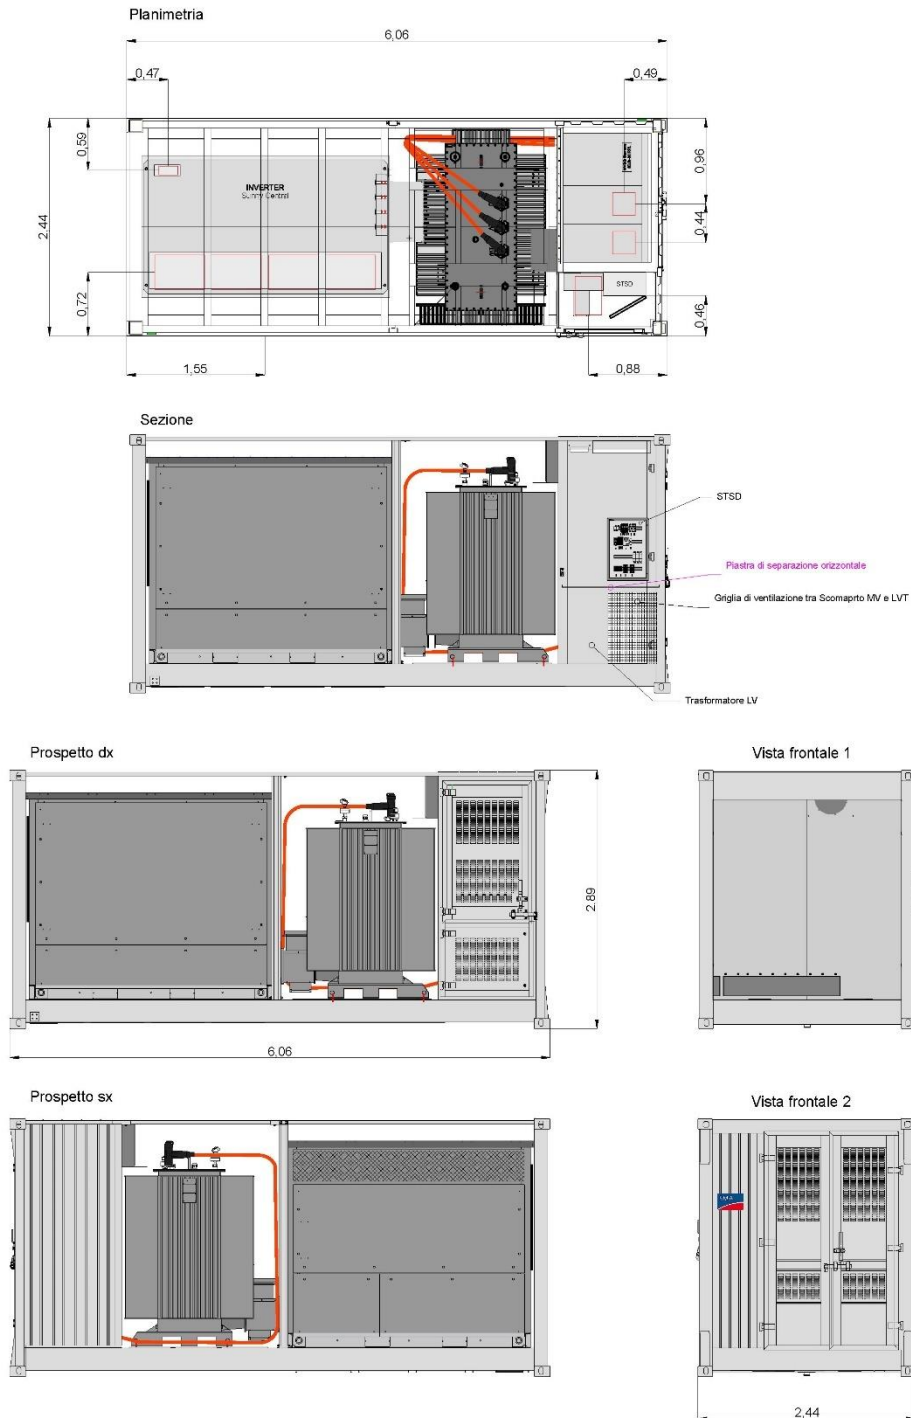 Planimetria
6,06
0,47
0,49
0,59
0,96
INVERTER
Sunny Central
2,44
0,44
0,72
STSD
0,46
1,55
0,88
Sezione
STSD
Piastra di separazione orizzontale
Griglia di ventilazione tra Scomaprto MV e LVT
Trasformatore LV
Prospetto dx
Vista frontale 1
2.89
6,06
Prospetto sx
Vista frontale 2
2,44